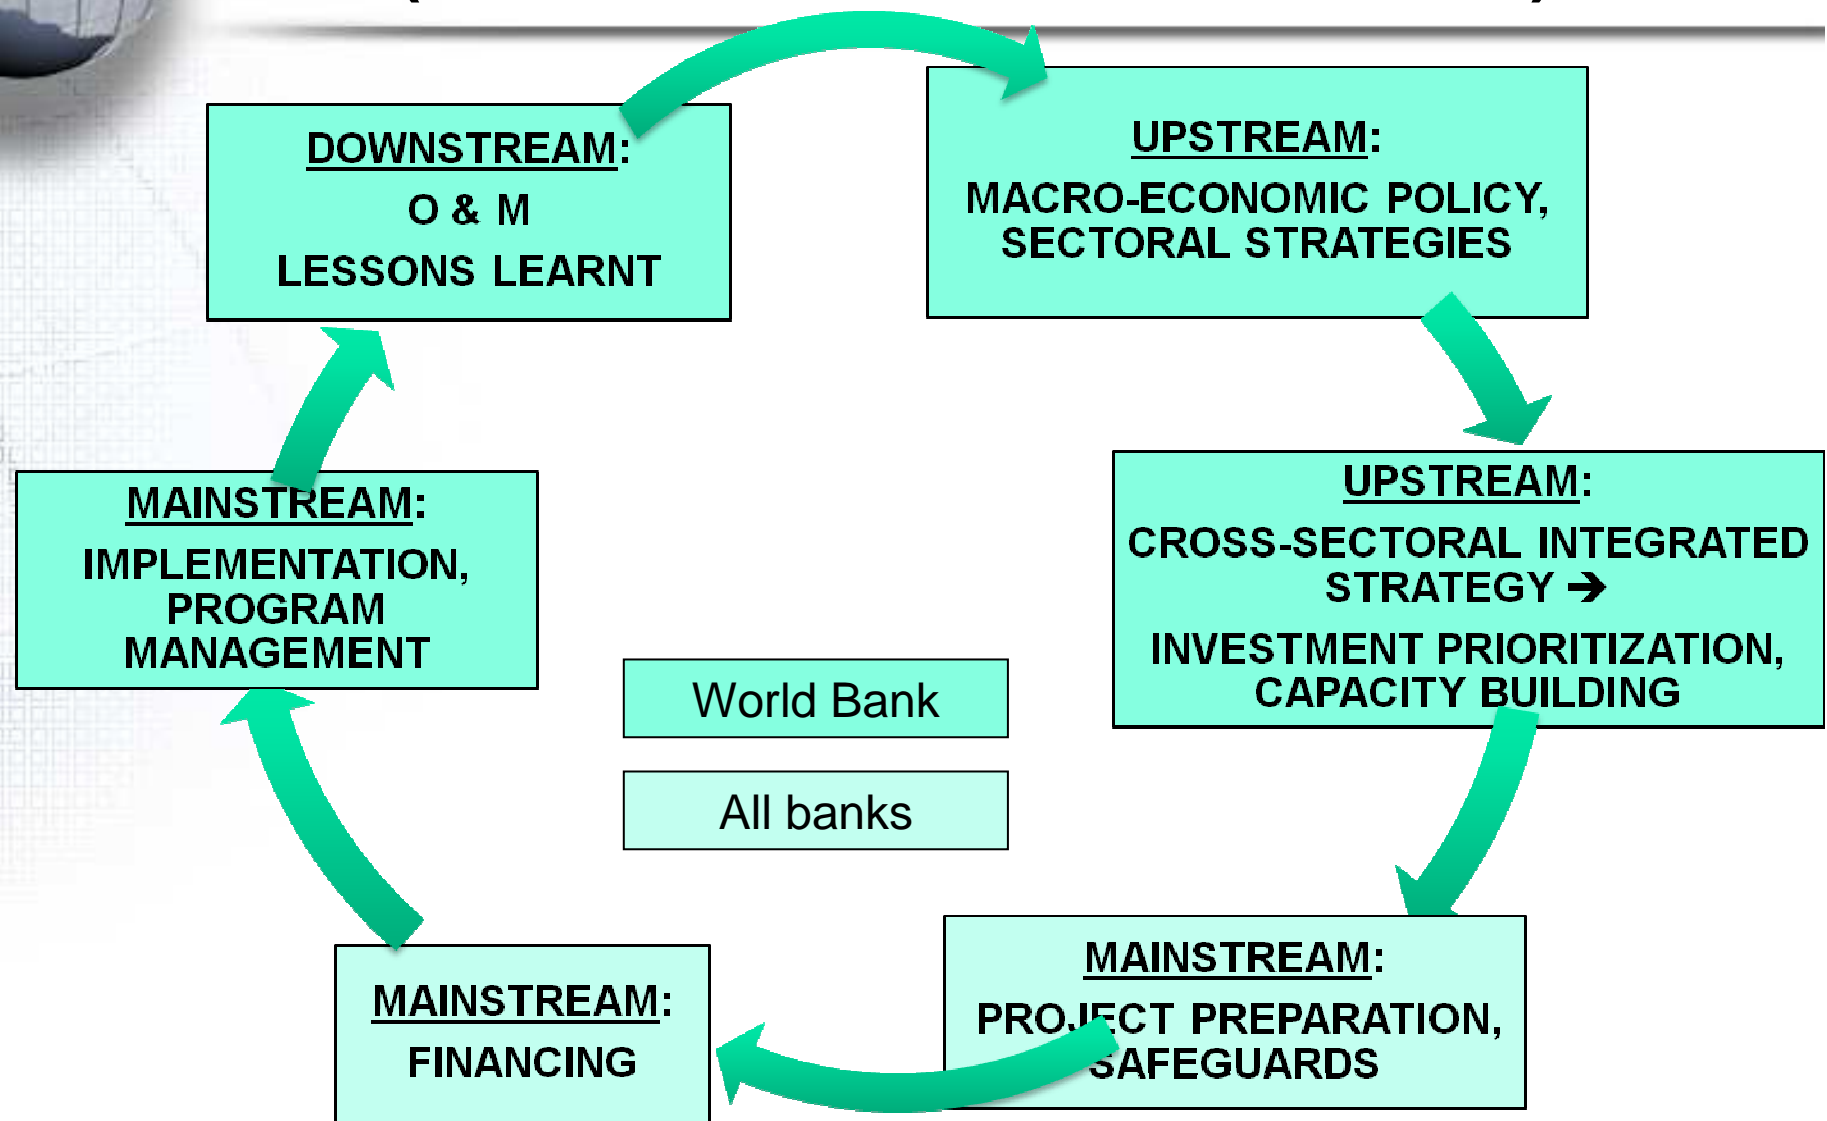 DOWNSTREAM:
O & M
LESSONS LEARNT
UPSTREAM:
MACRO-ECONOMIC POLICY,
SECTORAL STRATEGIES
UPSTREAM:
CROSS-SECTORAL INTEGRATED
STRATEGY ➔
INVESTMENT PRIORITIZATION,
CAPACITY BUILDING
MAINSTREAM:
PROJECT PREPARATION,
SAFEGUARDS
MAINSTREAM:
FINANCING
MAINSTREAM:
IMPLEMENTATION,
PROGRAM
MANAGEMENT
World Bank
All banks